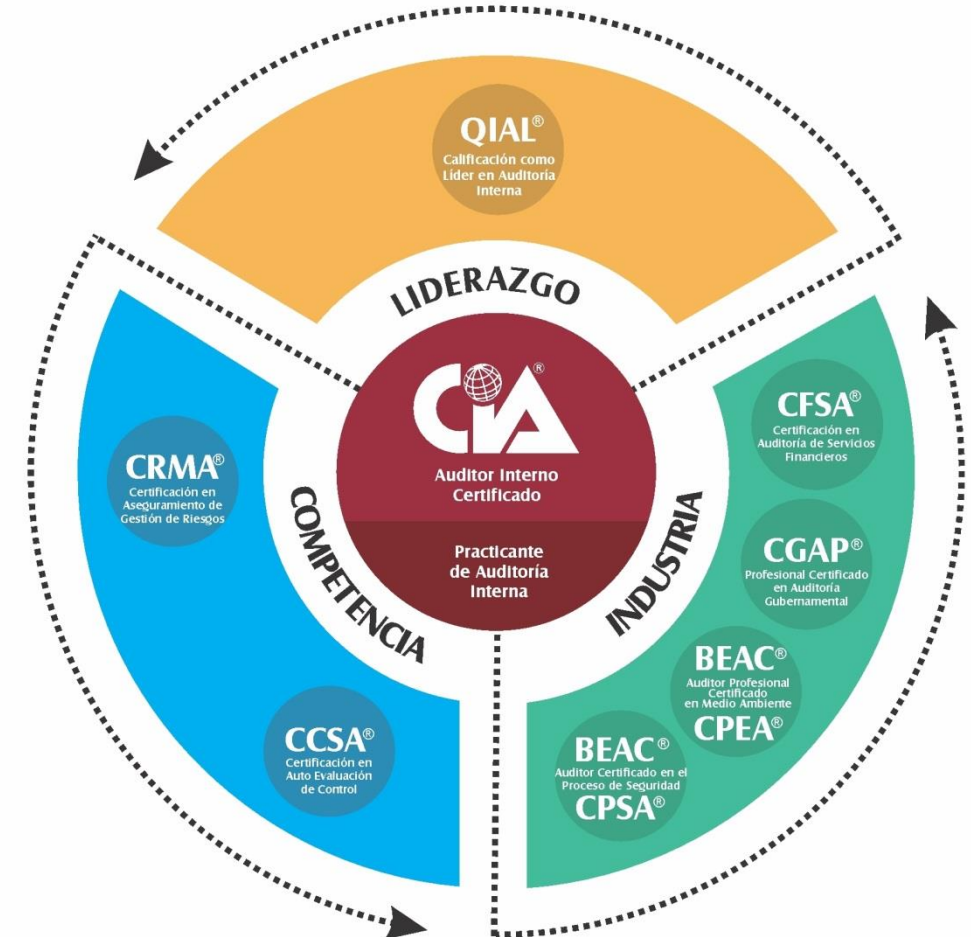 QIAL®
Calificación como
Líder en Auditoría
Interna
LIDERAZGO
CiA®
Auditor Interno
Certificado
Practicante
de Auditoría
Interna
COMPETENCIA
CRMA®
Certificación en
Aseguramiento de
Gestión de Riesgos
CCSA®
Certificación en
Auto Evaluación
de Control
INDUSTRIA
CFSA®
Certificación en
Auditoría de Servicios
Financieros
CGAP®
Profesional Certificado
en Auditoría
Gubernamental
BEAC®
Auditor Profesional
Certificado
en Medio Ambiente
CPEA®
BEAC®
Auditor Certificado en el
Proceso de Seguridad
CPSA®